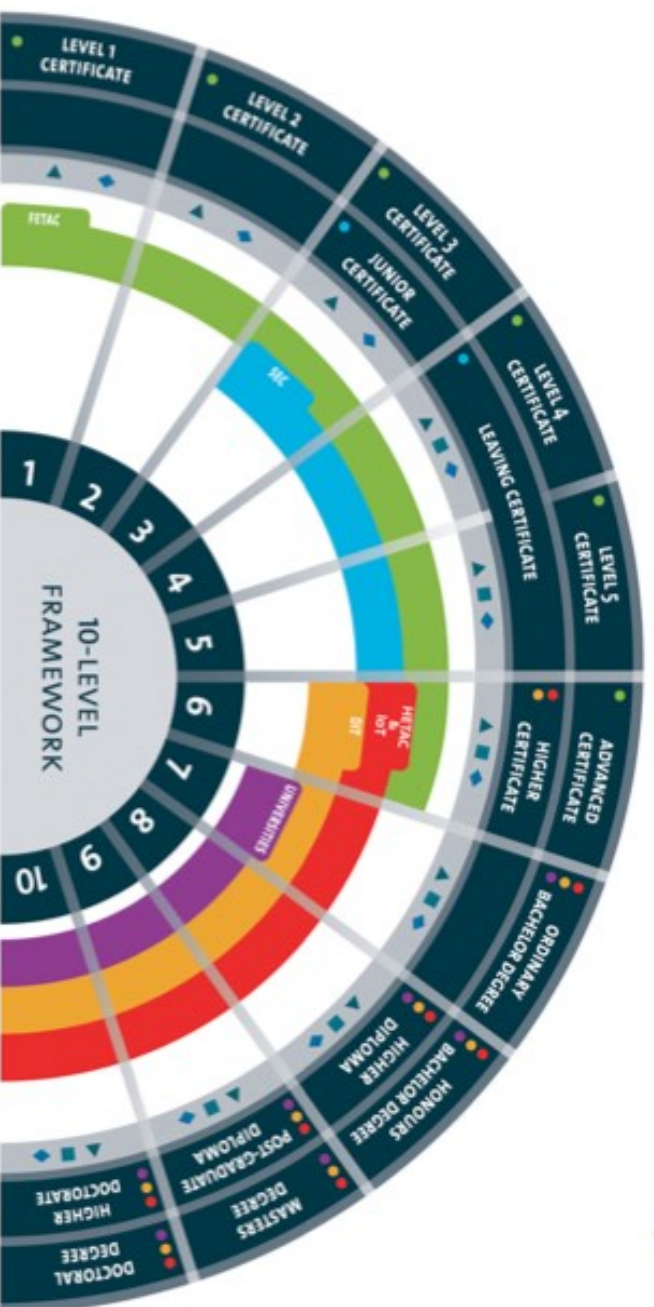 LEVEL 1
CERTIFICATE
LEVEL 2
CERTIFICATE
LEVEL 3
CERTIFICATE
JUNIOR
CERTIFICATE
LEVEL 4
CERTIFICATE
LEAVING CERTIFICATE
LEVEL 5
CERTIFICATE
ADVANCED
CERTIFICATE
HIGHER
CERTIFICATE
ORDINARY
BACHELOR DEGREE
HONOURS
BACHELOR DEGREE
HIGHER
DIPLOMA
MASTERS
DEGREE
POST-GRADUATE
DIPLOMA
DOCTORAL
DEGREE
HIGHER
DOCTORATE
FETAC
SEC
HETAC
&
IoT
DIT
UNIVERSITIES
1
2
3
4
5
6
7
8
9
10
10-LEVEL
FRAMEWORK